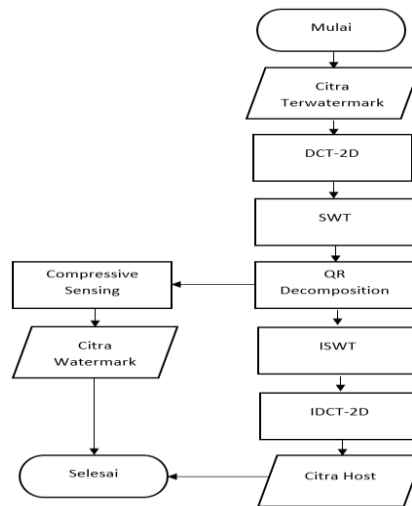 Mulai
Citra
Terwatermark
DCT-2D
SWT
QR
Decomposition
Compressive
Sensing
Citra
Watermark
ISWT
IDCT-2D
Citra Host
Selesai